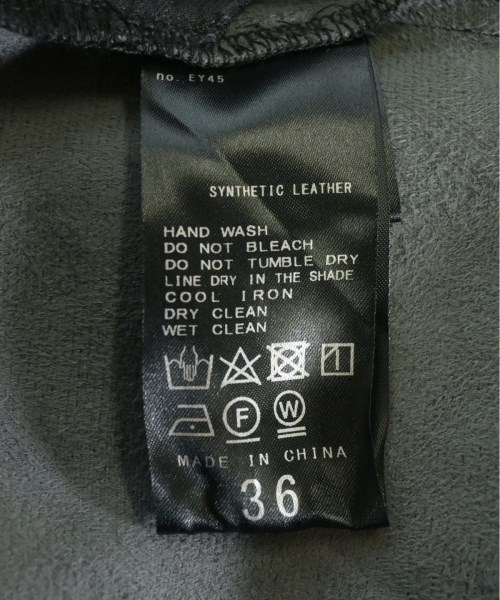 no. EY45
SYNTHETIC LEATHER
HAND WASH
DO NOT BLEACH
DO NOT TUMBLE DRY
LINE DRY IN THE SHADE
COOL IRON
DRY CLEAN
WET CLEAN
F W
MADE IN CHINA
36